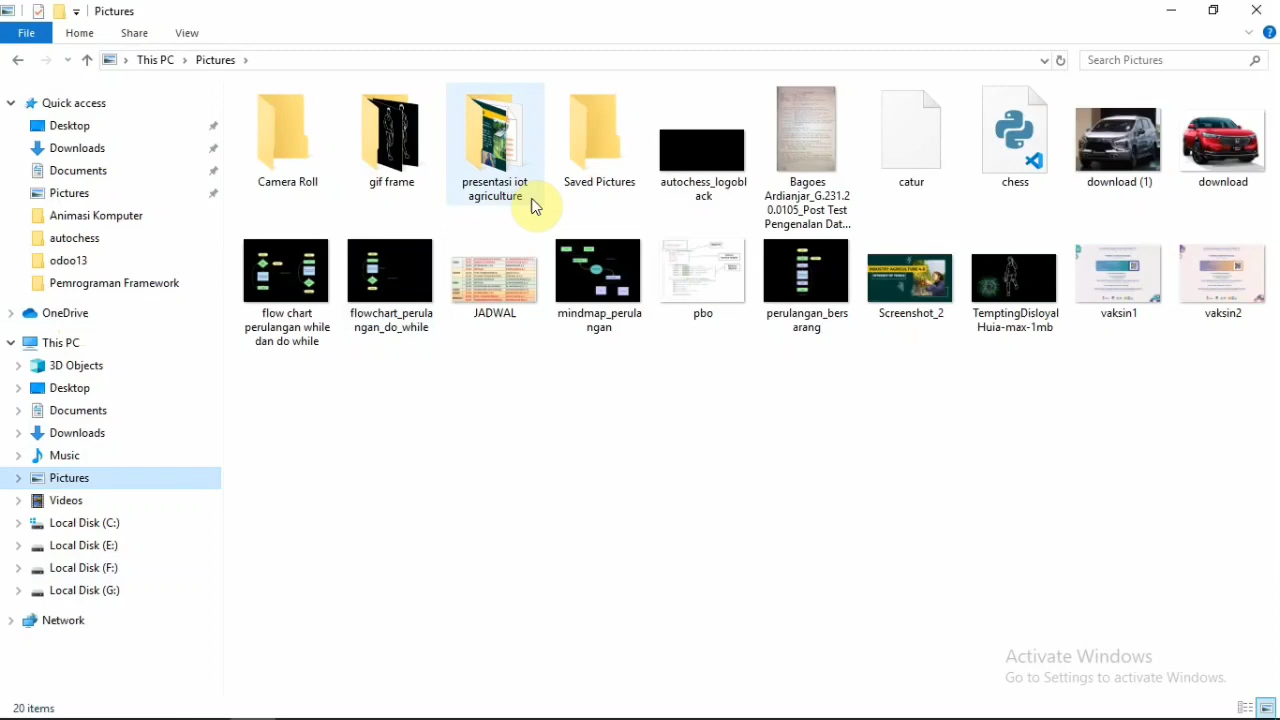 Pictures
File
Home
Share
View
This PC
Pictures
Search Pictures
Quick access
Desktop
Downloads
Documents
Pictures
Animasi Komputer
autochess
odoo13
Pemrograman Framework
OneDrive
This PC
3D Objects
Desktop
Documents
Downloads
Music
Pictures
Videos
Local Disk (C:)
Local Disk (E:)
Local Disk (F:)
Local Disk (G:)
Network
Camera Roll
gif frame
presentasi iot
agriculture
Saved Pictures
autochess_logobl
ack
Bagoes
Ardianjar_G.231.2
0.0105_Post Test
Pengenalan Dat...
catur
chess
download (1)
download
flow chart
perulangan while
dan do while
flowchart_perula
ngan_do_while
JADWAL
mindmap_perula
ngan
pbo
perulangan_bers
arang
INDUSTRY AGRICULTURE 4.0
Screenshot_2
TemptingDisloyal
Huia-max-1mb
vaksin1
vaksin2
Activate Windows
Go to Settings to activate Windows.
20 items